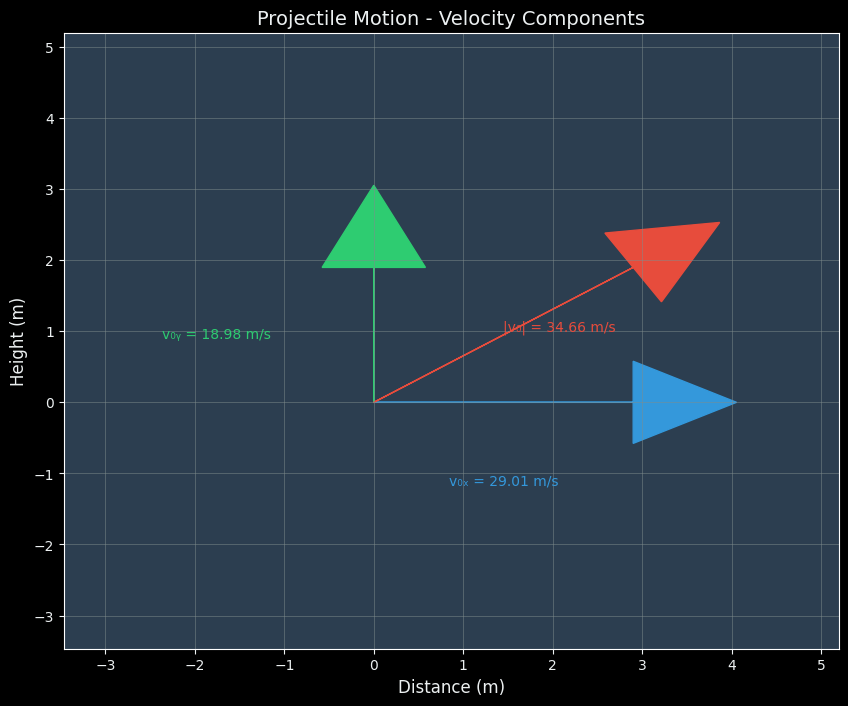 Projectile Motion - Velocity Components
Height (m)
5
4
3
2
1
0
−1
−2
−3
v₀ᵧ = 18.98 m/s
|v₀| = 34.66 m/s
v₀ₓ = 29.01 m/s
−3 −2 −1 0 1 2 3 4 5
Distance (m)